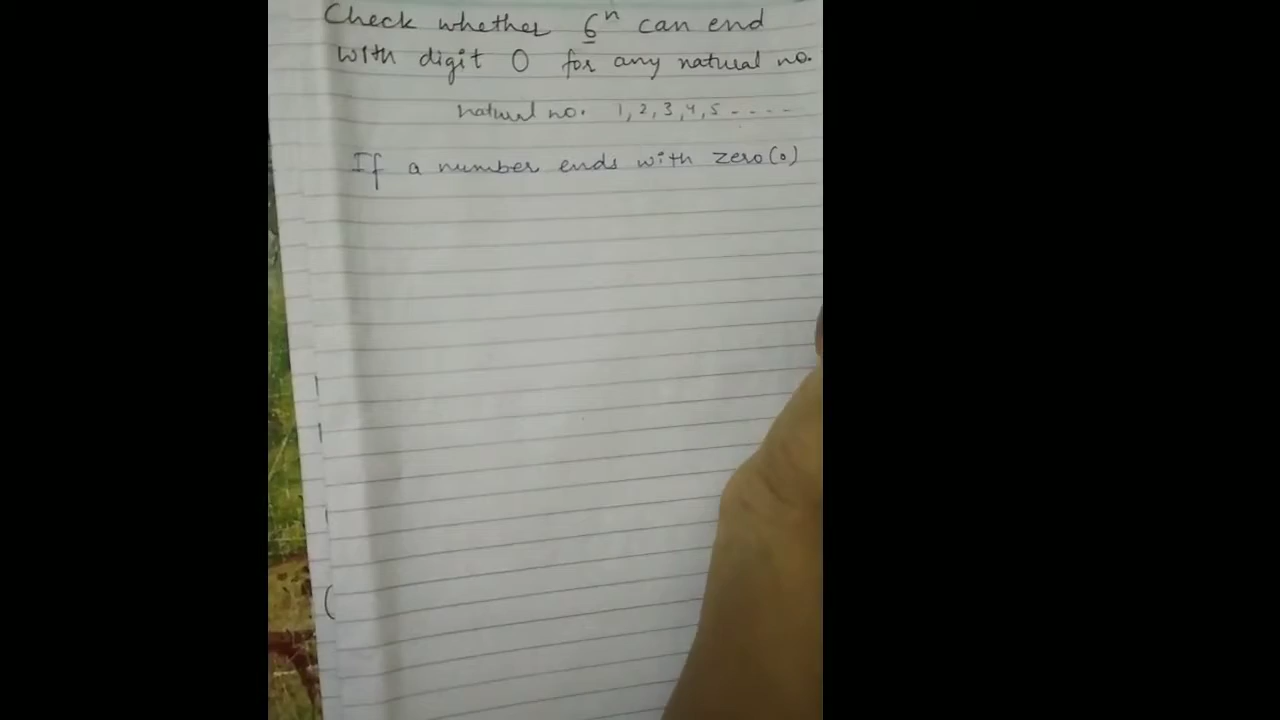 Check whether 6ⁿ can end
with digit 0 for any natural no.
natural no. 1, 2, 3, 4, 5 - - - -
If a number ends with zero (0)
(